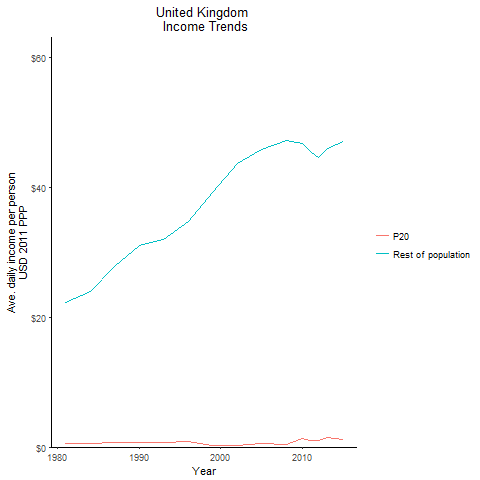 United Kingdom
Income Trends
$60
$40
$20
$0
Ave. daily income per person
USD 2011 PPP
1980 1990 2000 2010
Year
P20
Rest of population